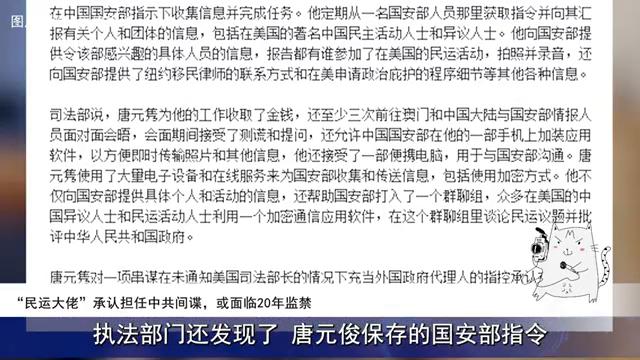 图
在中国国安部指示下收集信息并完成任务。他定期从一名国安部人员那里获取指令并向其汇
报有关个人和团体的信息，包括在美国的著名中国民主活动人士和异议人士。他向国安部提
供令该部感兴趣的具体人员的信息，报告都有谁参加了在美国的民运活动，拍照并录音，还
向国安部提供了纽约移民律师的联系方式和在美申请政治庇护的程序细节等其他各种信息。
司法部说，唐元隽为他的工作收取了金钱，还至少三次前往澳门和中国大陆与国安部情报人
员面对面会晤，会面期间接受了测谎和提问，还允许中国国安部在他的一部手机上加装应用
软件，以方便即时传输照片和其他信息，他还接受了一部便携电脑，用于与国安部沟通。唐
元隽使用了大量电子设备和在线服务来为国安部收集和传送信息，包括使用加密方式。他不
仅向国安部提供具体个人和活动的信息，还帮助国安部打入了一个群聊组，众多在美国的中
国异议人士和民运活动人士利用一个加密通信应用软件，在这个群聊组里谈论民运议题并批
评中华人民共和国政府。
唐元隽对一项串谋在未通知美国司法部长的情况下充当外国政府代理人的指控承认
“民运大佬”承认担任中共间谍，或面临20年监禁
执法部门还发现了 唐元俊保存的国安部指令